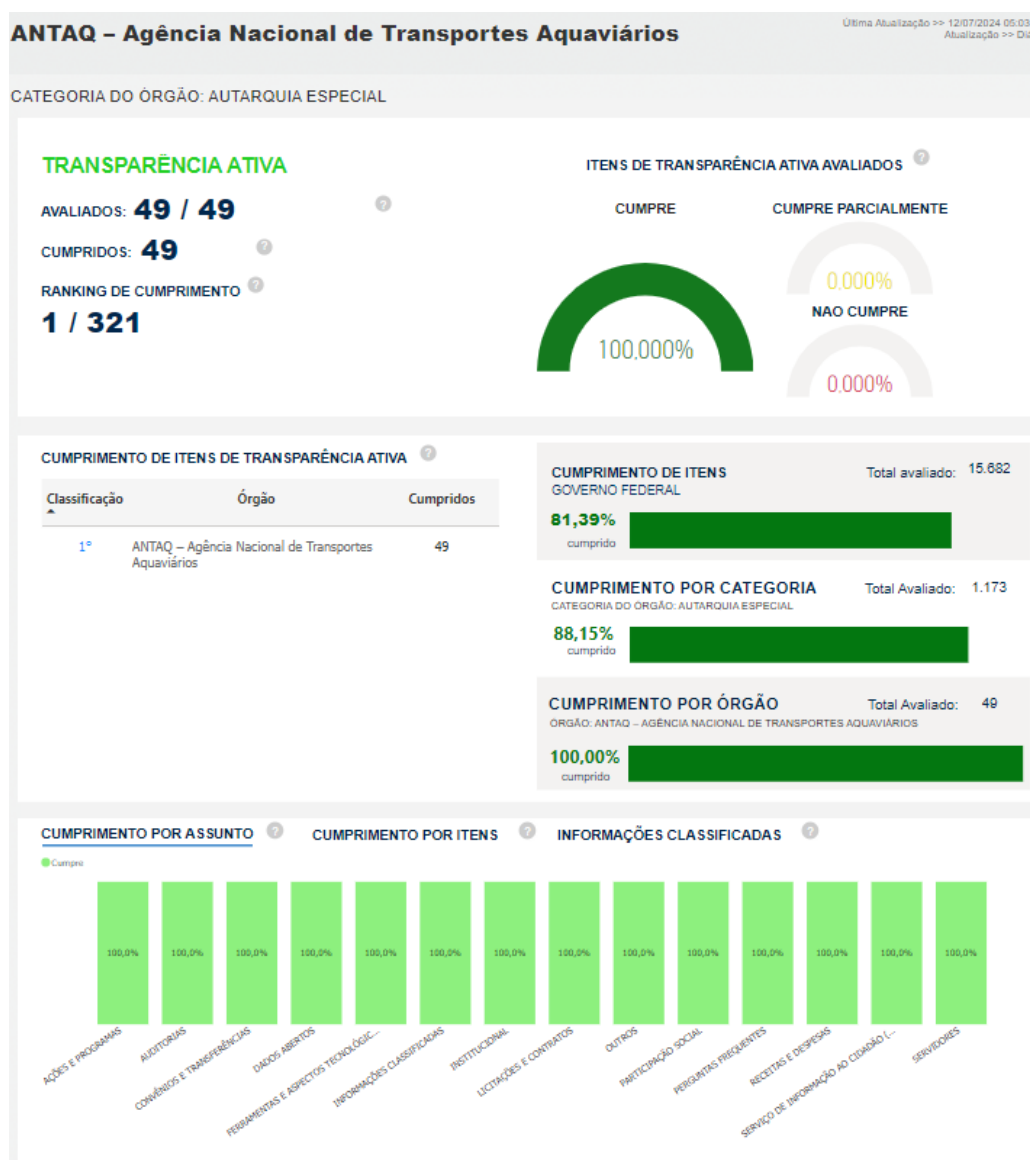 ANTAQ – Agência Nacional de Transportes Aquaviários
Última Atualização >> 12/07/2024 05:03
Atualização >>
CATEGORIA DO ÓRGÃO: AUTARQUIA ESPECIAL
TRANSPARÊNCIA ATIVA
AVALIADOS: 49 / 49
?
CUMPRIDOS: 49
?
RANKING DE CUMPRIMENTO
?
1 / 321
ITENS DE TRANSPARÊNCIA ATIVA AVALIADOS
?
CUMPRE
100,000%
CUMPRE PARCIALMENTE
0,000%
NAO CUMPRE
0,000%
CUMPRIMENTO DE ITENS DE TRANSPARÊNCIA ATIVA
?
Classificação Órgão Cumpridos
1° ANTAQ – Agência Nacional de Transportes 49
Aquaviários
CUMPRIMENTO DE ITENS Total avaliado: 15.682
GOVERNO FEDERAL
81,39%
cumprido
CUMPRIMENTO POR CATEGORIA Total Avaliado: 1.173
CATEGORIA DO ÓRGÃO: AUTARQUIA ESPECIAL
88,15%
cumprido
CUMPRIMENTO POR ÓRGÃO Total Avaliado: 49
ÓRGÃO: ANTAQ – AGÊNCIA NACIONAL DE TRANSPORTES AQUAVIÁRIOS
100,00%
cumprido
CUMPRIMENTO POR ASSUNTO ? CUMPRIMENTO POR ITENS ? INFORMAÇÕES CLASSIFICADAS ?
Cumpre
100,0% 100,0% 100,0% 100,0% 100,0% 100,0% 100,0% 100,0% 100,0% 100,0% 100,0% 100,0% 100,0% 100,0%
AÇÕES E PROGRAMAS
AUDITORIAS
CONVÊNIOS E TRANSFERÊNCIAS
DADOS ABERTOS
FERRAMENTAS E ASPECTOS TECNOLÓGIC...
INFORMAÇÕES CLASSIFICADAS
INSTITUCIONAL
LICITAÇÕES E CONTRATOS
OUTROS
PARTICIPAÇÃO SOCIAL
PERGUNTAS FREQUENTES
RECEITAS E DESPESAS
SERVIÇO DE INFORMAÇÃO AO CIDADÃO (...
SERVIDORES